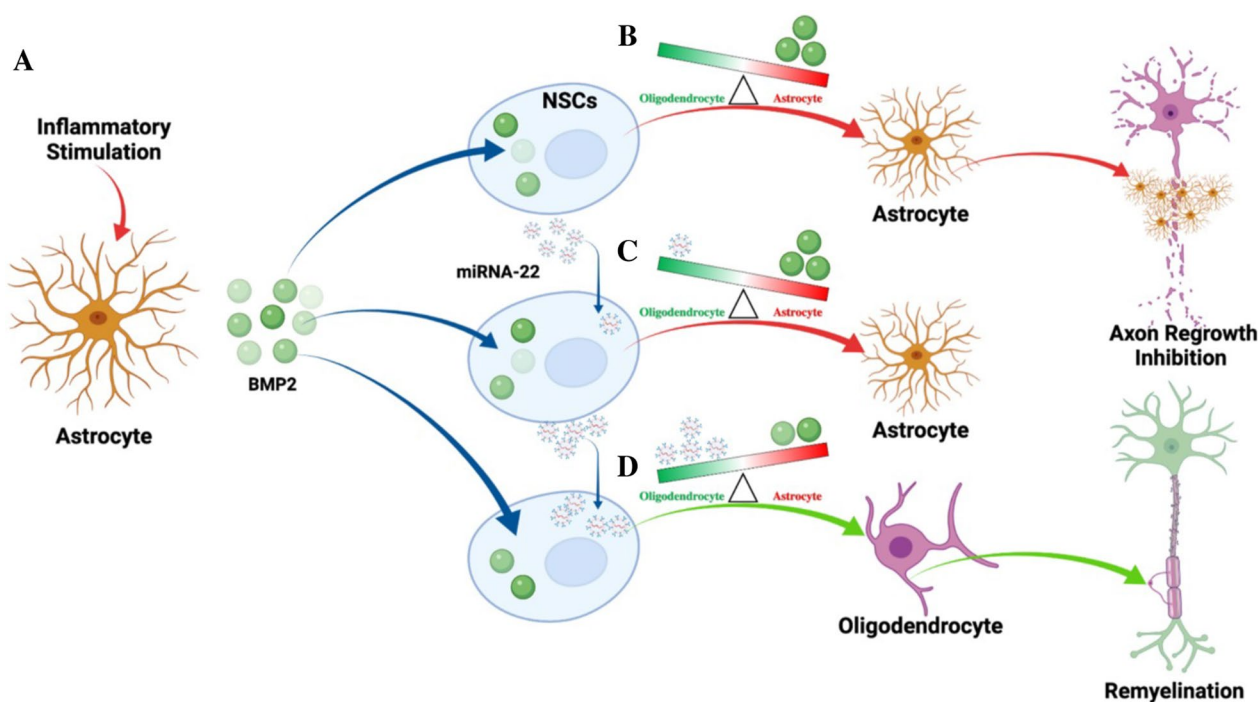 A
Inflammatory
Stimulation
Astrocyte
BMP2
NSCs
miRNA-22
B
Oligodendrocyte Astrocyte
Astrocyte
C
Oligodendrocyte Astrocyte
Astrocyte
Axon Regrowth
Inhibition
D
Oligodendrocyte Astrocyte
Oligodendrocyte
Remyelination